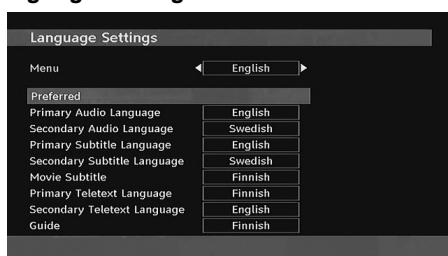 Language Settings
Menu English
Preferred
Primary Audio Language English
Secondary Audio Language Swedish
Primary Subtitle Language English
Secondary Subtitle Language Swedish
Movie Subtitle Finnish
Primary Teletext Language Finnish
Secondary Teletext Language English
Guide Finnish